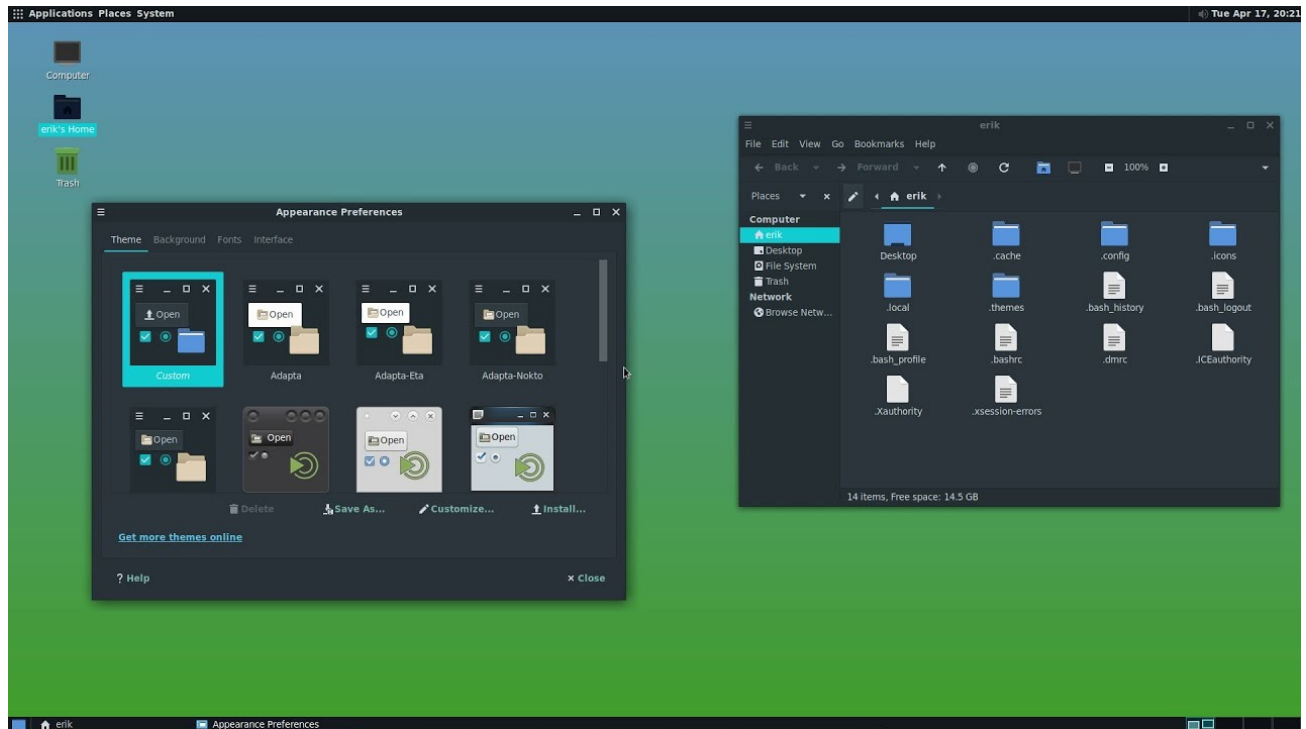 Applications Places System
Tue Apr 17, 20:21
Computer
erik's Home
Trash
Appearance Preferences
Theme Background Fonts Interface
Open
Open
Open
Open
Custom
Adapta
Adapta-Eta
Adapta-Nokto
Open
Open
Open
Open
Delete
Save As...
Customize...
Install...
Get more themes online
? Help
Close
erik
File Edit View Go Bookmarks Help
Back
Forward
100%
Places
erik
Computer
erik
Desktop
File System
Trash
Network
Browse Netw...
Desktop
.cache
.config
.icons
.local
.themes
.bash_history
.bash_logout
.bash_profile
.bashrc
.dmrc
.ICEauthority
.Xauthority
.xsession-errors
14 items, Free space: 14.5 GB
erik
Appearance Preferences